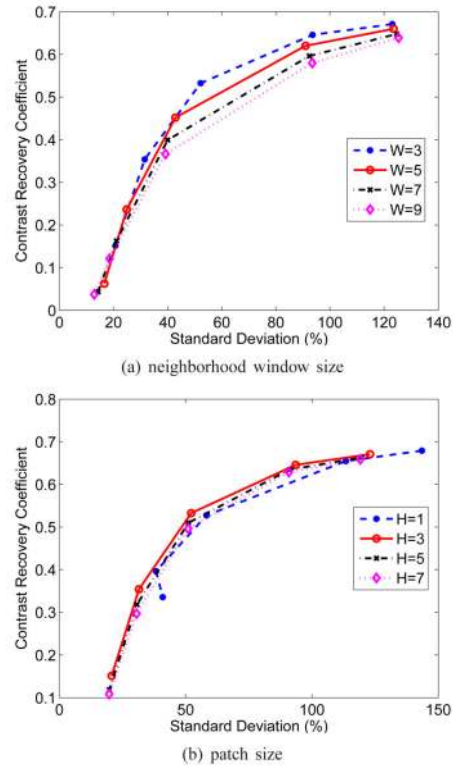 0.7
0.6
0.5
0.4
0.3
0.2
0.1
0
Contrast Recovery Coefficient
W=3
W=5
W=7
W=9
0 20 40 60 80 100 120 140
Standard Deviation (%)
(a) neighborhood window size
0.8
0.7
0.6
0.5
0.4
0.3
0.2
0.1
Contrast Recovery Coefficient
H=1
H=3
H=5
H=7
0 50 100 150
Standard Deviation (%)
(b) patch size